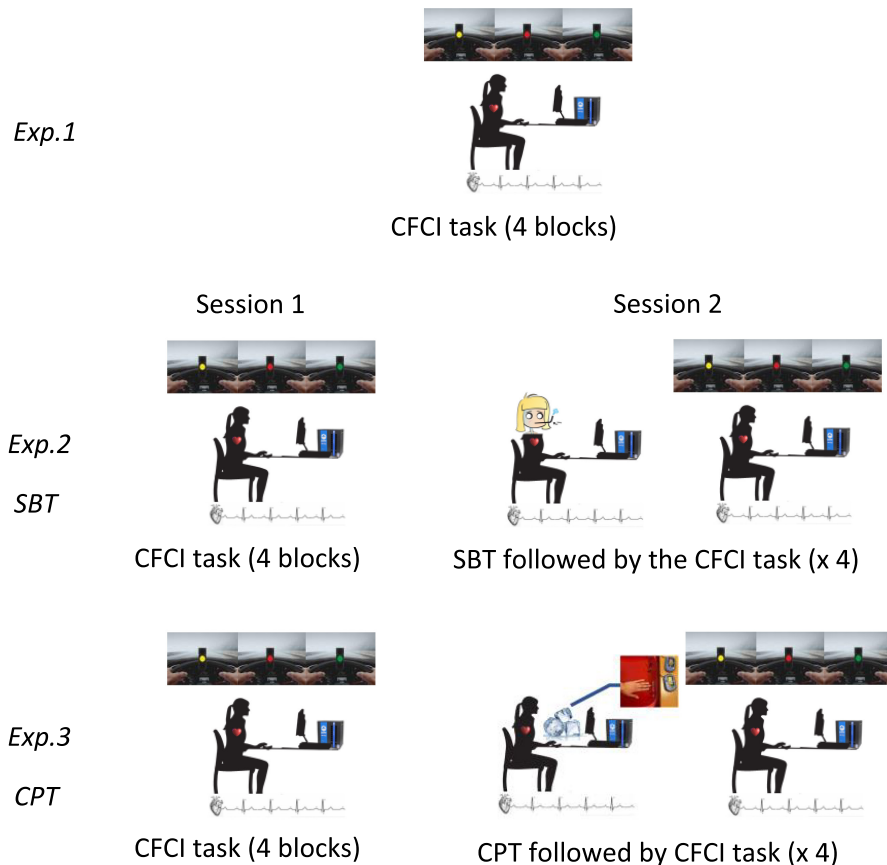 Exp.1
CFCI task (4 blocks)
Session 1
Session 2
Exp.2
SBT
CFCI task (4 blocks)
SBT followed by the CFCI task (x 4)
Exp.3
CPT
CFCI task (4 blocks)
CPT followed by CFCI task (x 4)